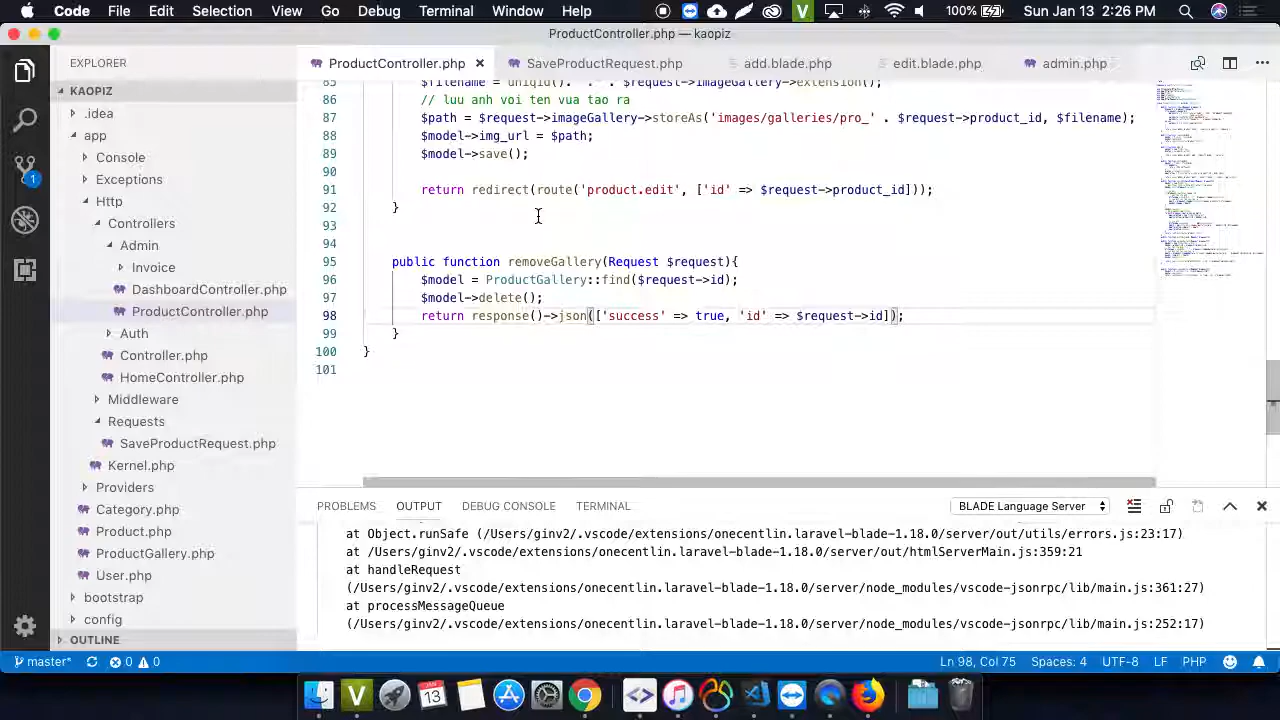 Code File Edit Selection View Go Debug Terminal Window Help 100% Sun Jan 13 2:26 PM
ProductController.php — kaopiz
EXPLORER
ProductController.php
SaveProductRequest.php
add.blade.php
edit.blade.php
admin.php
KAOPIZ
.idea
app
Console
Exceptions
Http
Controllers
Admin
Invoice
DashboardController.php
ProductController.php
Auth
Controller.php
HomeController.php
Middleware
Requests
SaveProductRequest.php
Kernel.php
Providers
Category.php
Product.php
ProductGallery.php
User.php
bootstrap
config
OUTLINE
85 $filename = uniqid(). $request->imageGallery->extension();
86 // luu anh voi ten vua tao ra
87 $path = $request->imageGallery->storeAs('images/galleries/pro_' . $request->product_id, $filename);
88 $model->img_url = $path;
89 $model->save();
90
91 return redirect(route('product.edit', ['id' => $request->product_id]));
92 }
93
94
95 public function (Request $request){
96 $model ::find($request->id);
97 $model->delete();
98 return response()->json(['success' => true, 'id' => $request->id]);
99 }
100 }
101
PROBLEMS OUTPUT DEBUG CONSOLE TERMINAL BLADE Language Server
at Object.runSafe (/Users/ginv2/.vscode/extensions/onecentlin.laravel-blade-1.18.0/server/out/utils/errors.js:23:17)
at /Users/ginv2/.vscode/extensions/onecentlin.laravel-blade-1.18.0/server/out/htmlServerMain.js:359:21
at handleRequest
(/Users/ginv2/.vscode/extensions/onecentlin.laravel-blade-1.18.0/server/node_modules/vscode-jsonrpc/lib/main.js:361:27)
at processMessageQueue
(/Users/ginv2/.vscode/extensions/onecentlin.laravel-blade-1.18.0/server/node_modules/vscode-jsonrpc/lib/main.js:252:17)
master* 0 0 Ln 98, Col 75 Spaces: 4 UTF-8 LF PHP